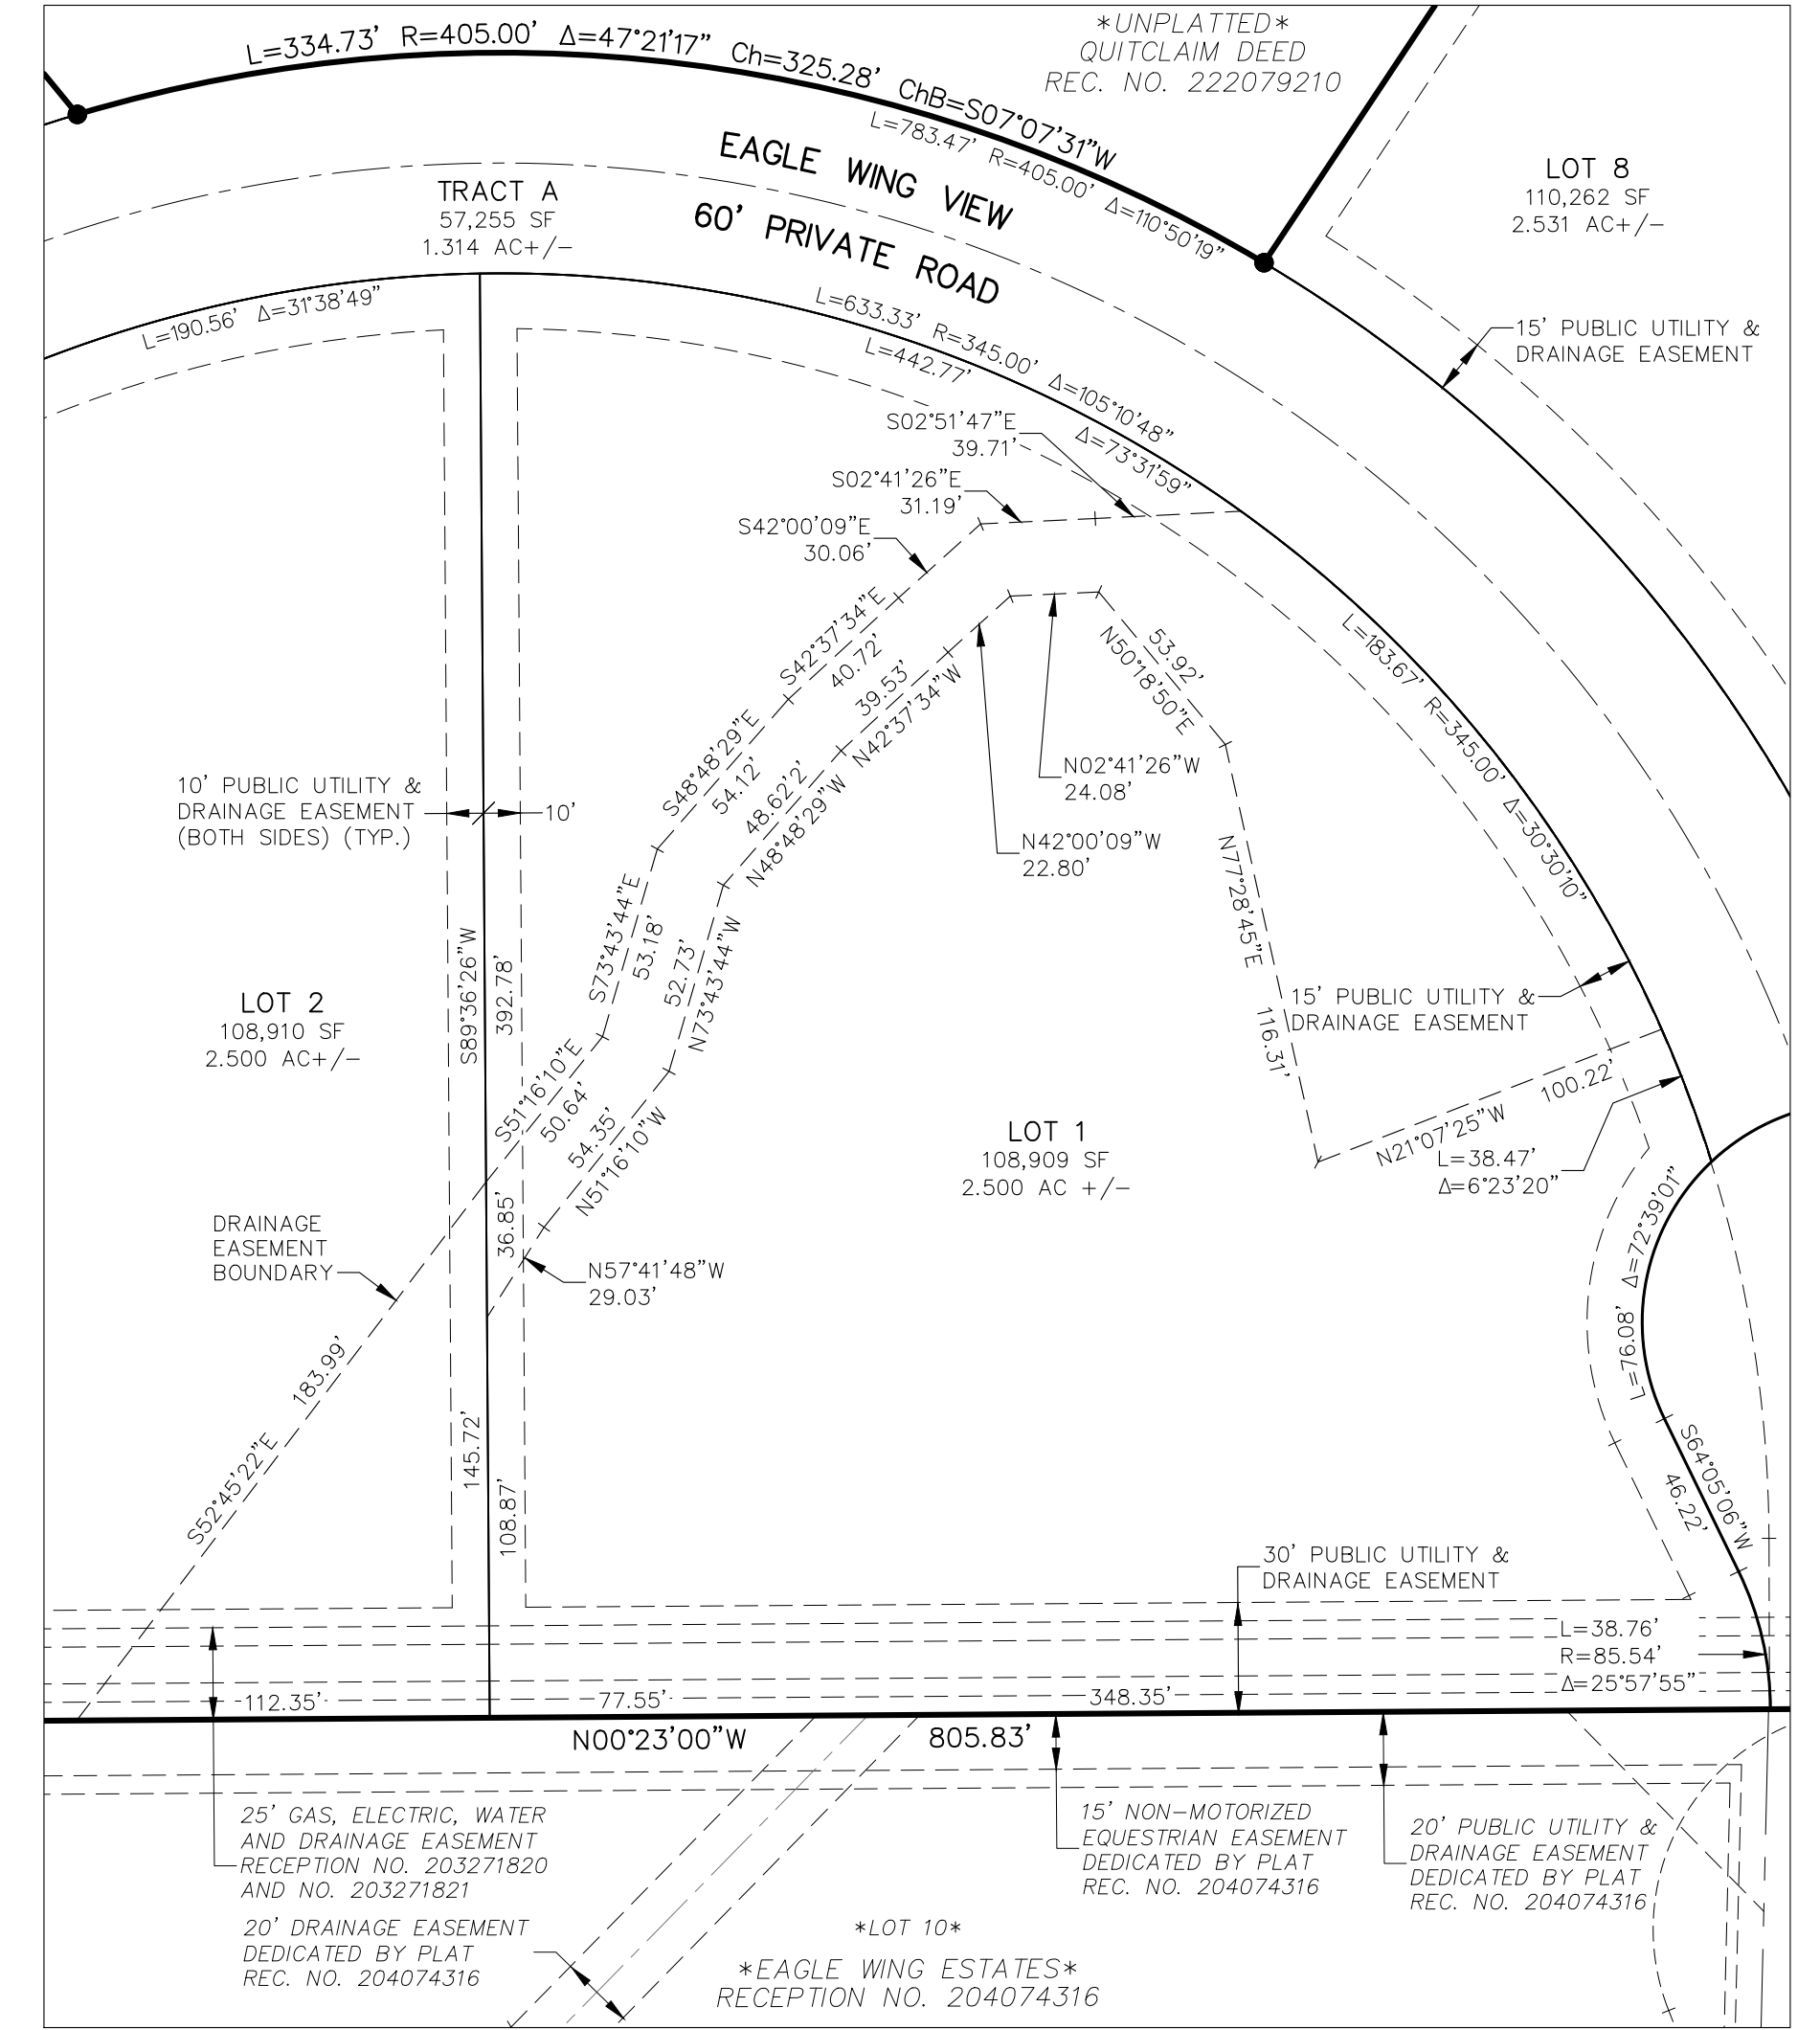 L=334.73' R=405.00' Δ=47°21'17" Ch=325.28' ChB=S07°07'31"W
*UNPLATTED*
QUITCLAIM DEED
REC. NO. 222079210
L=783.47' R=405.00' Δ=110°50'19"
EAGLE WING VIEW
60' PRIVATE ROAD
TRACT A
57,255 SF
1.314 AC+/-
LOT 8
110,262 SF
2.531 AC+/-
L=190.56' Δ=31°38'49"
L=633.33' R=345.00' Δ=105°10'48"
L=442.77' Δ=73°31'59"
15' PUBLIC UTILITY &
DRAINAGE EASEMENT
S02°51'47"E
39.71'
S02°41'26"E
31.19'
S42°00'09"E
30.06'
S42°37'34"E
40.72'
39.53'
N42°37'34"W
53.92'
N50°18'50"E
L=183.67' R=345.00' Δ=30°30'10"
S48°48'29"E
54.12'
48.62'2'
N48°48'29"W
N02°41'26"W
24.08'
N42°00'09"W
22.80'
10' PUBLIC UTILITY &
DRAINAGE EASEMENT
(BOTH SIDES) (TYP.)
10'
N77°28'45"E
116.31'
S73°43'44"E
53.18'
52.73'
N73°43'44"W
S89°36'26"W
392.78'
LOT 2
108,910 SF
2.500 AC+/-
15' PUBLIC UTILITY &
DRAINAGE EASEMENT
S51°16'10"E
50.64'
54.35'
N51°16'10"W
LOT 1
108,909 SF
2.500 AC +/-
N21°07'25"W 100.22'
L=38.47'
Δ=6°23'20"
DRAINAGE
EASEMENT
BOUNDARY
36.85'
N57°41'48"W
29.03'
L=76.08' Δ=72°39'01"
S52°45'22"E 183.99'
145.72'
108.87'
S64°05'06"W
46.22'
30' PUBLIC UTILITY &
DRAINAGE EASEMENT
L=38.76'
R=85.54'
Δ=25°57'55"
112.35'
77.55'
348.35'
N00°23'00"W 805.83'
25' GAS, ELECTRIC, WATER
AND DRAINAGE EASEMENT
RECEPTION NO. 203271820
AND NO. 203271821
15' NON-MOTORIZED
EQUESTRIAN EASEMENT
DEDICATED BY PLAT
REC. NO. 204074316
20' PUBLIC UTILITY &
DRAINAGE EASEMENT
DEDICATED BY PLAT
REC. NO. 204074316
20' DRAINAGE EASEMENT
DEDICATED BY PLAT
REC. NO. 204074316
*LOT 10*
*EAGLE WING ESTATES*
RECEPTION NO. 204074316